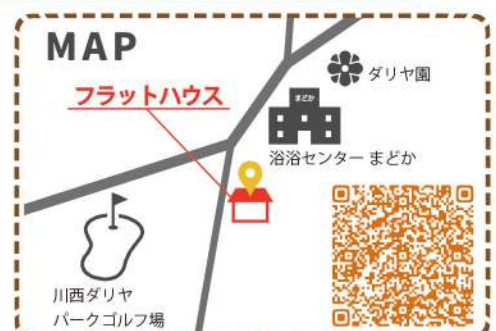 MAP
ダリヤ園
フラットハウス
まどか
浴浴センター まどか
川西ダリヤ
パークゴルフ場